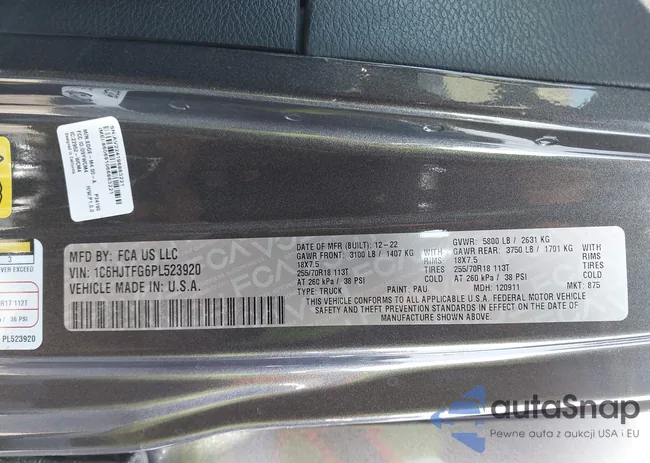 MFD BY: FCA US LLC
VIN: 1C6HJTFG6PL523920
VEHICLE MADE IN: U.S.A.
DATE OF MFR (BUILT): 12-22
GAWR FRONT: 3100 LB / 1407 KG
18X7.5 RIMS
255/70R18 113T TIRES
AT 260 kPa / 38 PSI COLD
TYPE: TRUCK PAINT: PAU
GVWR: 5800 LB / 2631 KG
GAWR REAR: 3750 LB / 1701 KG
18X7.5 RIMS
255/70R18 113T TIRES
AT 260 kPa / 38 PSI COLD
MDH: 120911 MKT: 875
THIS VEHICLE CONFORMS TO ALL APPLICABLE U.S.A. FEDERAL MOTOR VEHICLE
SAFETY AND THEFT PREVENTION STANDARDS IN EFFECT ON THE DATE OF
MANUFACTURE SHOWN ABOVE.
3
R17 112T
/ 38 PSI
PL523920
autoSnap
Pewne auta z aukcji USA i EU